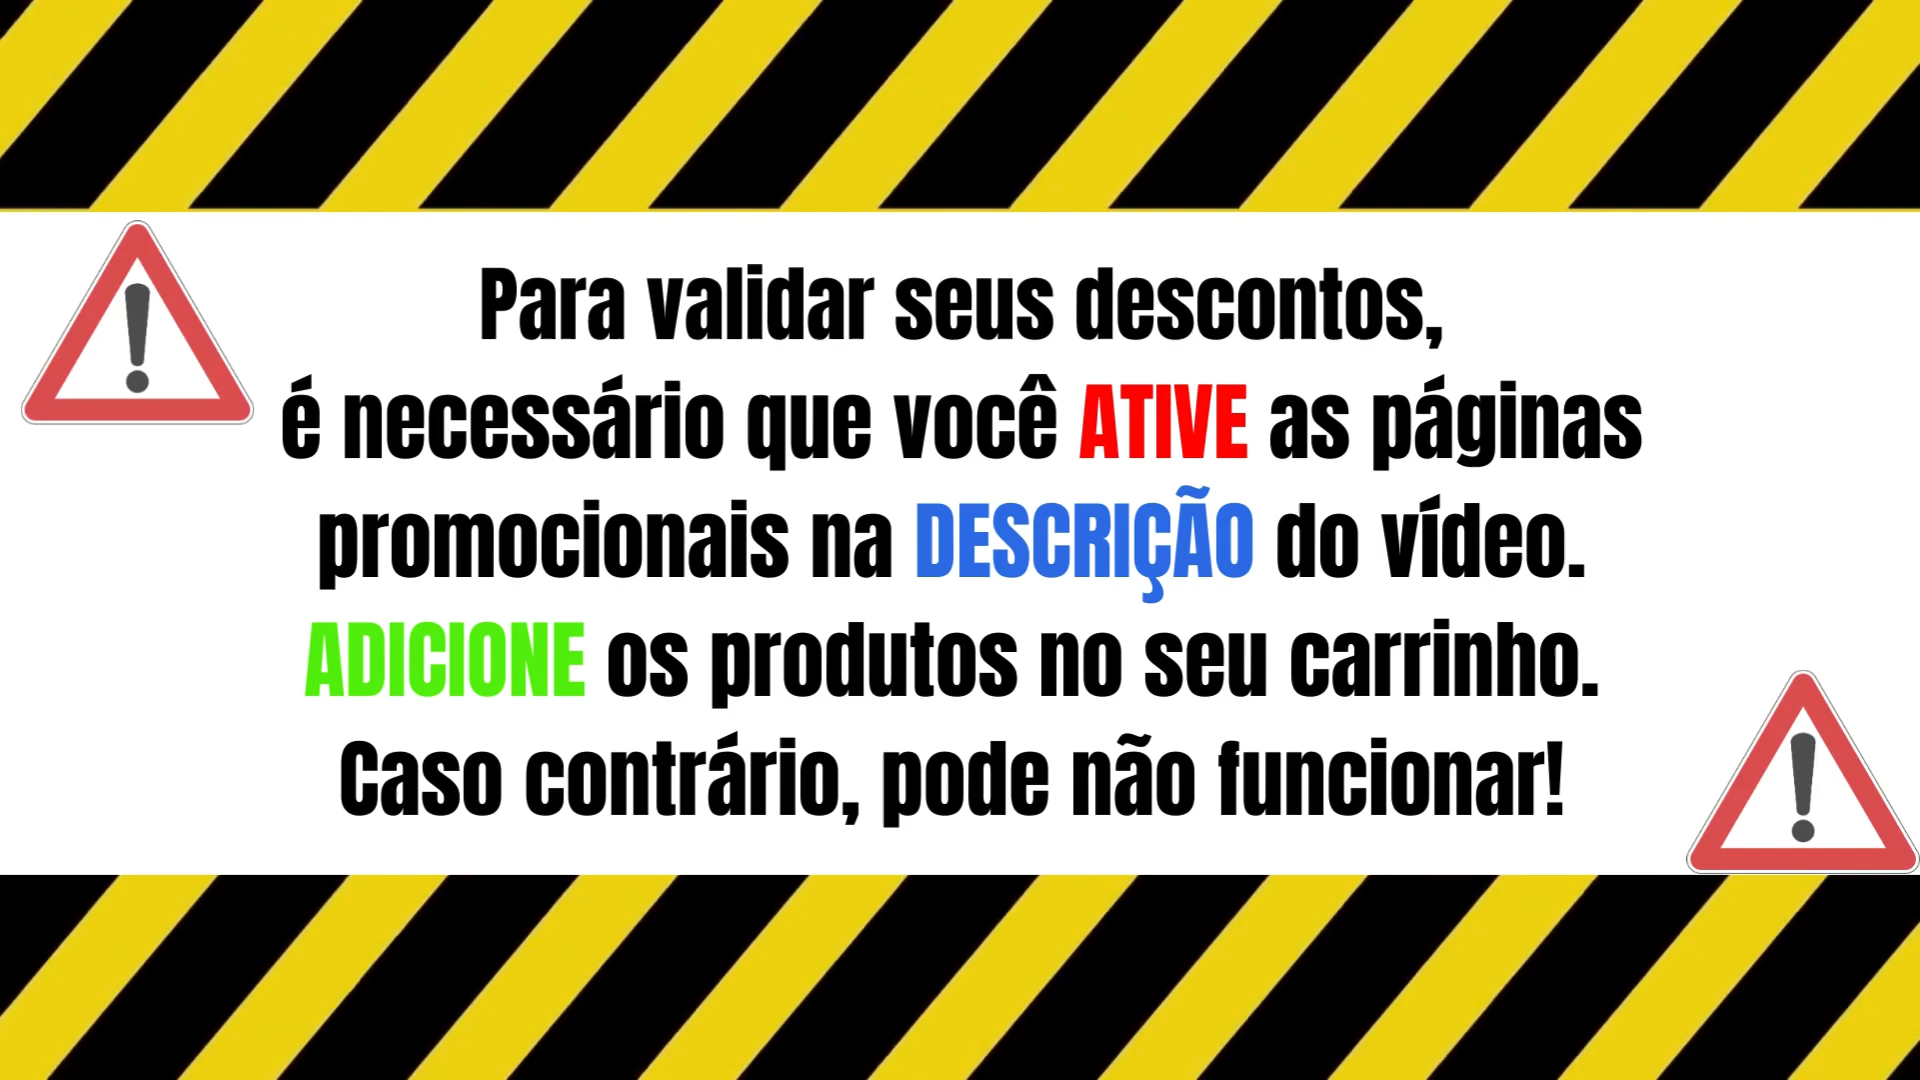 Para validar seus descontos,
é necessário que você ATIVE as páginas
promocionais na DESCRIÇÃO do vídeo.
ADICIONE os produtos no seu carrinho.
Caso contrário, pode não funcionar!